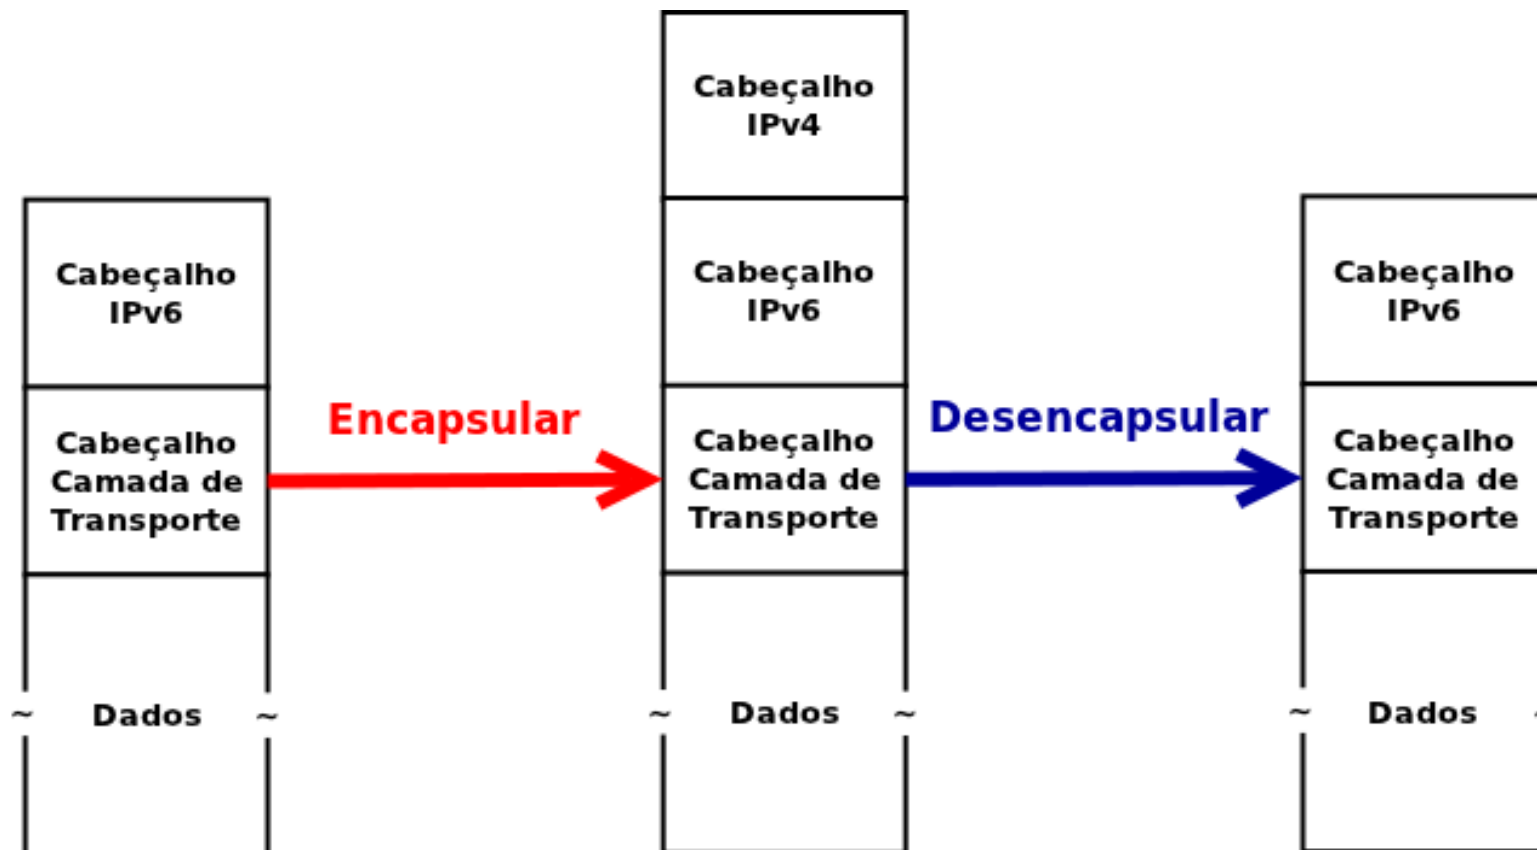 Cabeçalho
IPv4
Cabeçalho
IPv6
Cabeçalho
IPv6
Cabeçalho
IPv6
Encapsular
Desencapsular
Cabeçalho
Camada de
Transporte
Cabeçalho
Camada de
Transporte
Cabeçalho
Camada de
Transporte
~ Dados ~
~ Dados ~
~ Dados ~